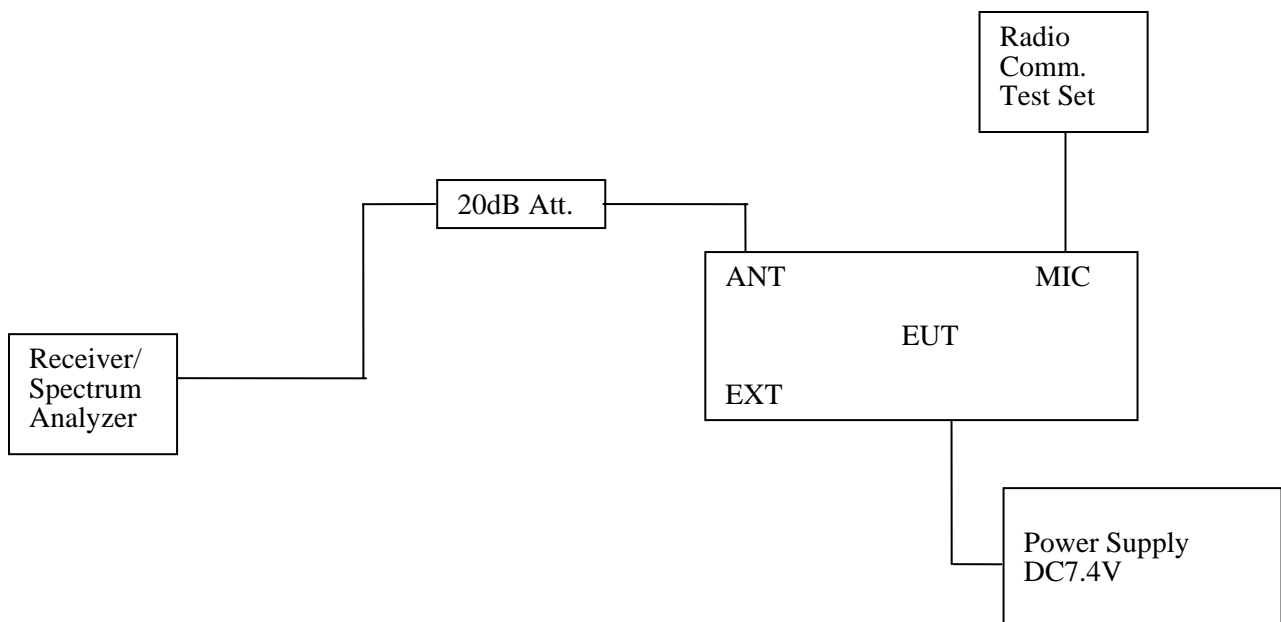 Radio
Comm.
Test Set
20dB Att.
ANT
MIC
EUT
Receiver/
Spectrum
Analyzer
EXT
Power Supply
DC7.4V